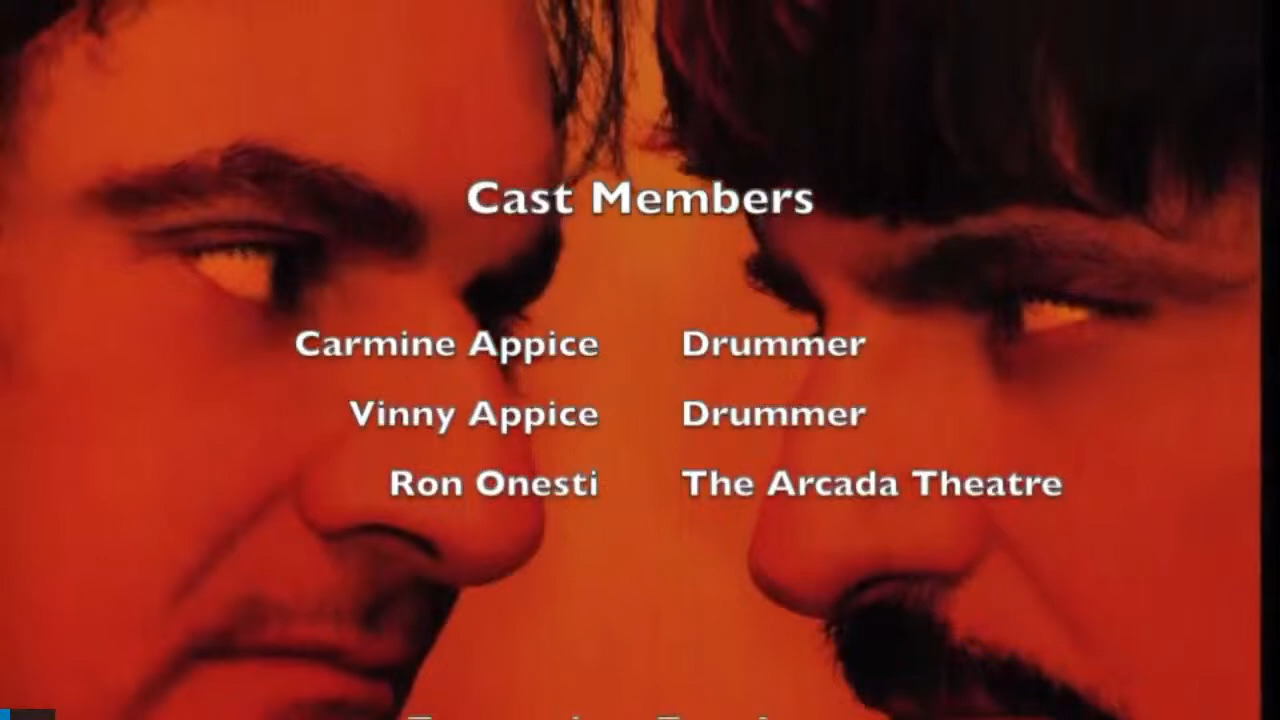 Cast Members
Carmine Appice Drummer
Vinny Appice Drummer
Ron Onesti The Arcada Theatre